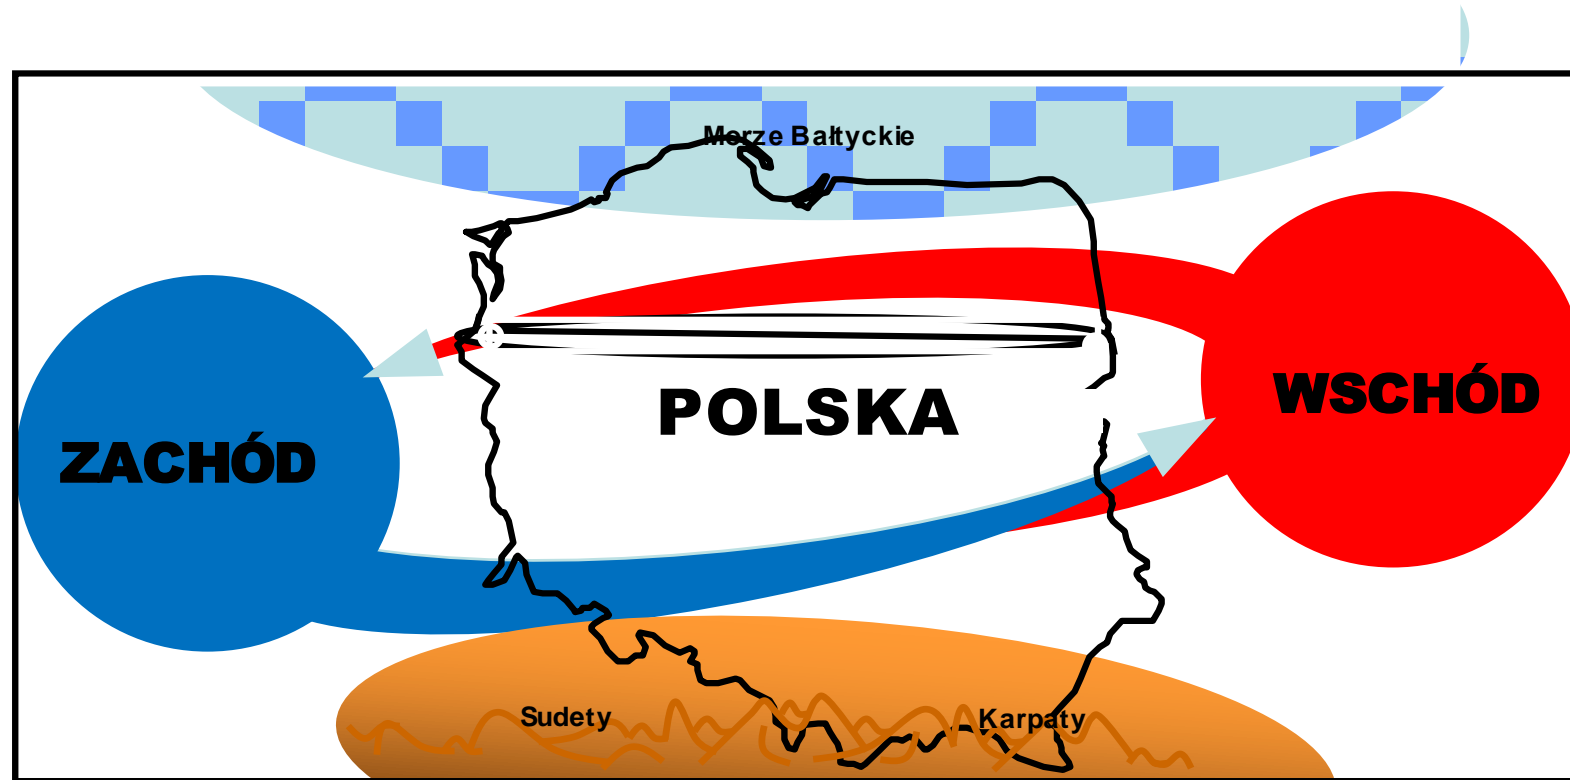 Morze Bałtyckie
POLSKA
WSCHÓD
ZACHÓD
Sudety
Karpaty